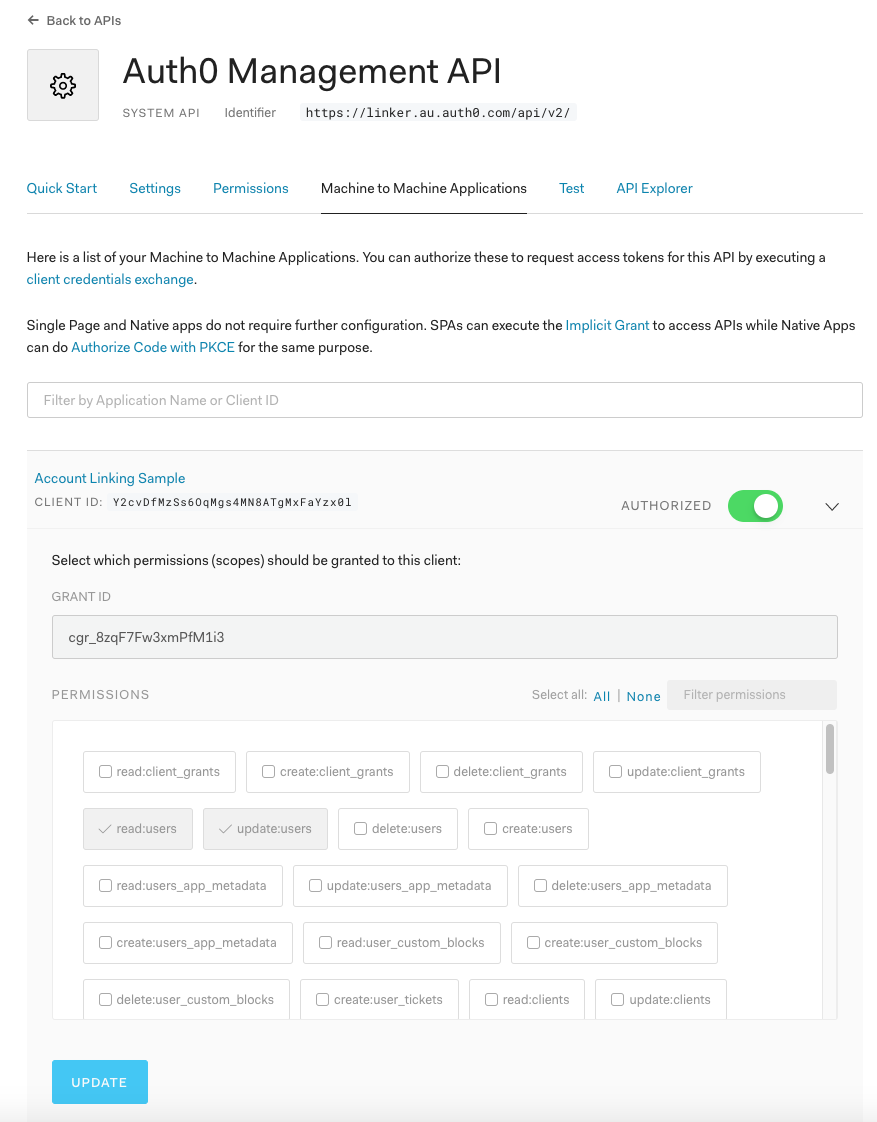 Back to APIs
Auth0 Management API
SYSTEM API Identifier https://linker.au.auth0.com/api/v2/
Quick Start Settings Permissions Machine to Machine Applications Test API Explorer
Here is a list of your Machine to Machine Applications. You can authorize these to request access tokens for this API by executing a
client credentials exchange.
Single Page and Native apps do not require further configuration. SPAs can execute the Implicit Grant to access APIs while Native Apps
can do Authorize Code with PKCE for the same purpose.
Filter by Application Name or Client ID
Account Linking Sample
CLIENT ID: Y2cvDfMzSs6OqMgs4MN8ATgMxFaYzx0l
AUTHORIZED
Select which permissions (scopes) should be granted to this client:
GRANT ID
cgr_8zqF7Fw3xmPfM1i3
PERMISSIONS Select all: All | None Filter permissions
read:client_grants create:client_grants delete:client_grants update:client_grants
read:users update:users delete:users create:users
read:users_app_metadata update:users_app_metadata delete:users_app_metadata
create:users_app_metadata read:user_custom_blocks create:user_custom_blocks
delete:user_custom_blocks create:user_tickets read:clients update:clients
UPDATE